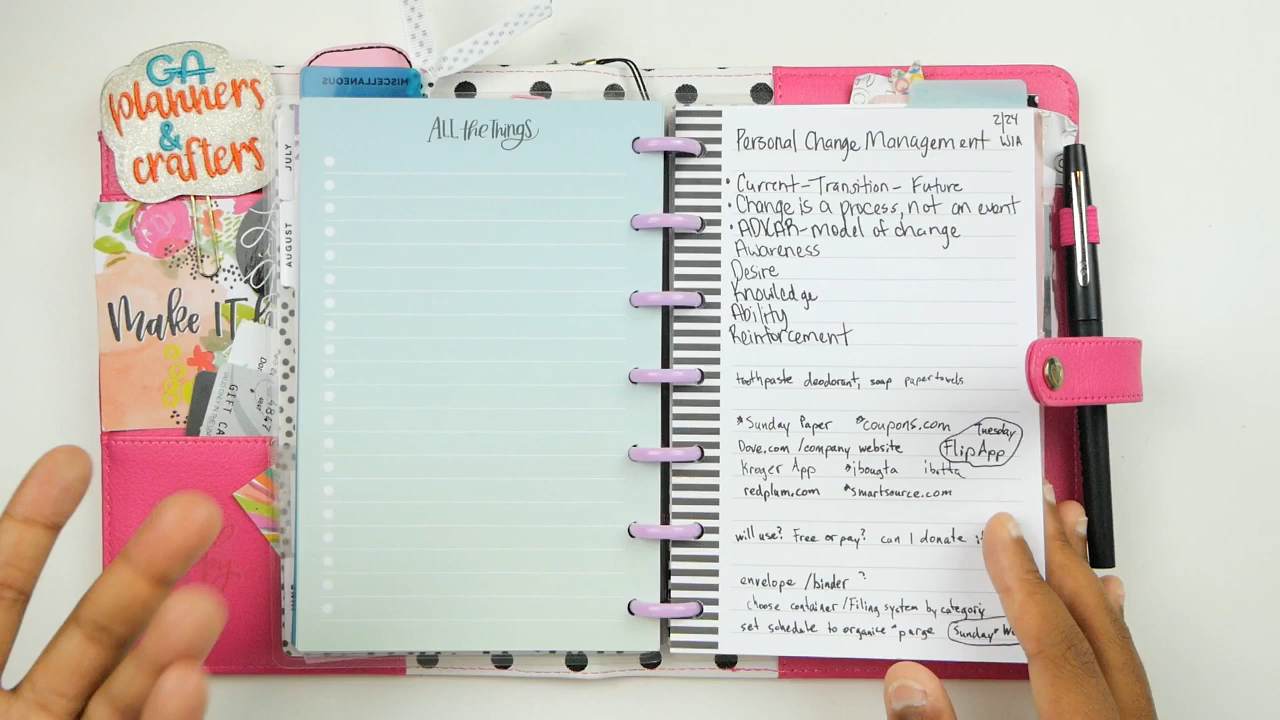 GA
planners
&
crafters
Make IT
GIFT CA
4847
JULY
AUGUST
MISCELLANEOUS
ALL the THINGS
2/24
Personal Change Management WIA
• Current-Transition-Future
• Change is a process, not an event
• ADKAR-Model of change
Awareness
Desire
Knowledge
Ability
Reinforcement
toothpaste deodorant, soap papertowels
*Sunday Paper *coupons.com
Tuesday
Dove.com/company website Flip App
Kroger App *ibougta ibotta
redplum.com *smartsource.com
will use? Free or pay? can I donate
envelope/binder ?
choose container/Filing system by category
set schedule to organize *purge Sunday*